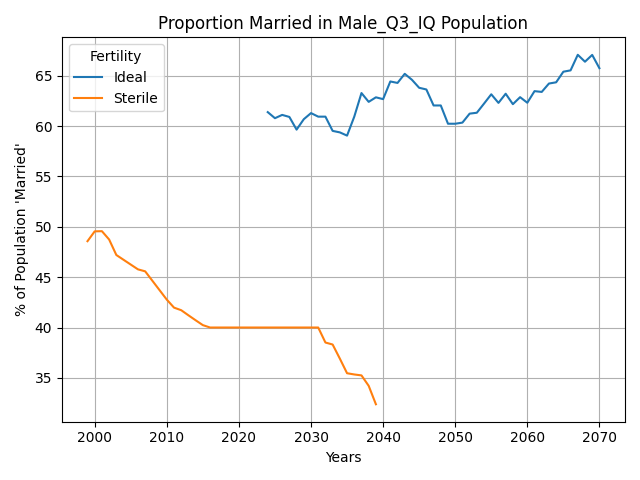 Proportion Married in Male_Q3_IQ Population
Fertility
Ideal
Sterile
% of Population 'Married'
65
60
55
50
45
40
35
2000 2010 2020 2030 2040 2050 2060 2070
Years